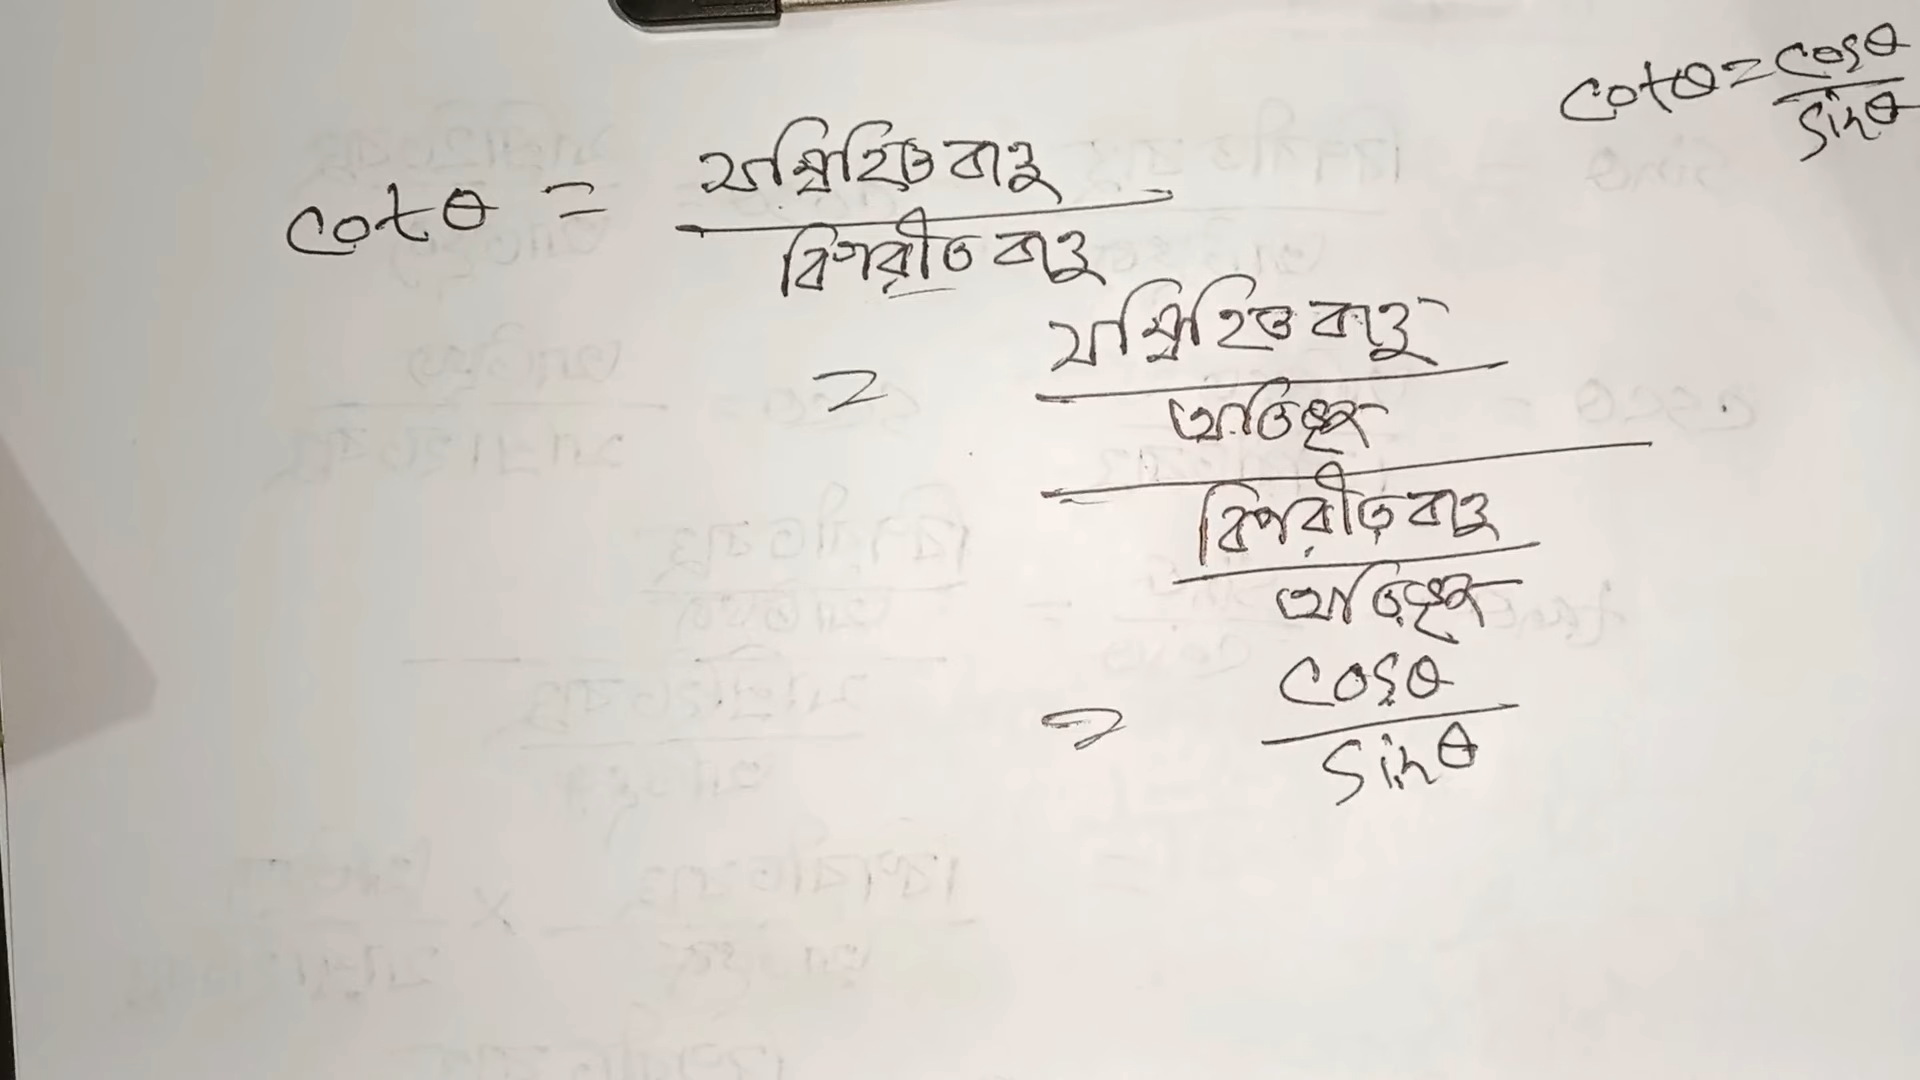 cotθ = cosθ
sinθ
cotθ = সন্নিহিত বাহু
বিপরীত বাহু
= সন্নিহিত বাহু
অতিভূজ
বিপরীত বাহু
অতিভূজ
= cosθ
sinθ